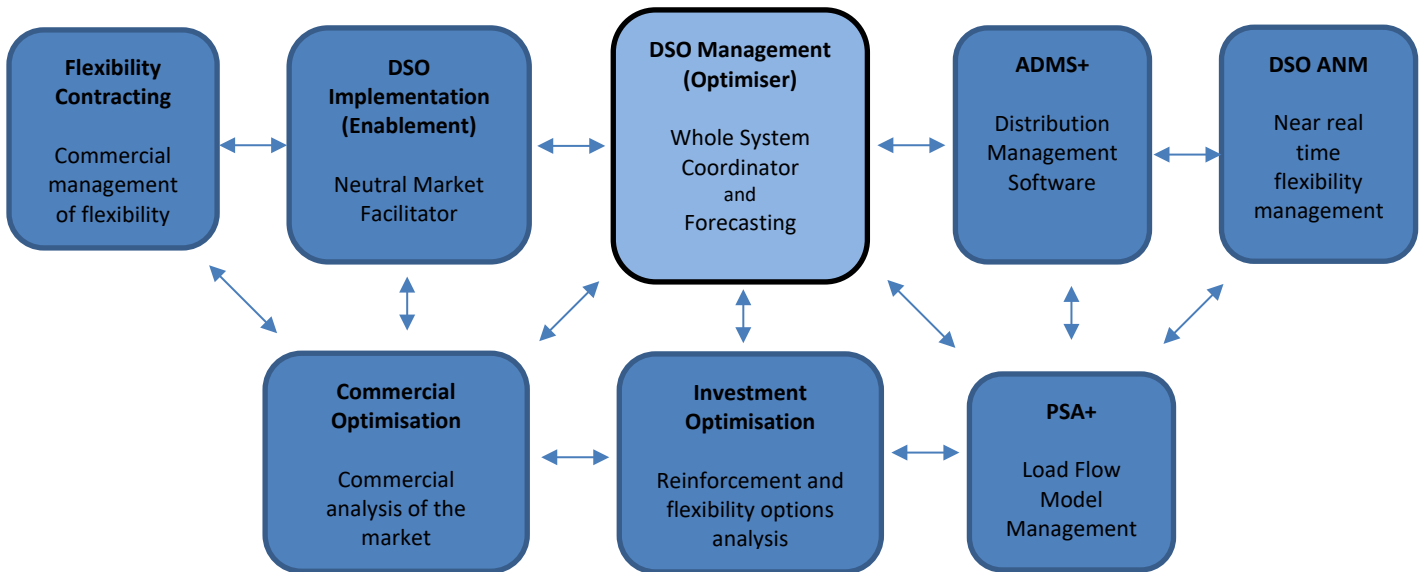 Flexibility
Contracting
Commercial
management
of flexibility
DSO
Implementation
(Enablement)
Neutral Market
Facilitator
DSO Management
(Optimiser)
Whole System
Coordinator
and
Forecasting
ADMS+
Distribution
Management
Software
DSO ANM
Near real
time
flexibility
management
Commercial
Optimisation
Commercial
analysis of the
market
Investment
Optimisation
Reinforcement and
flexibility options
analysis
PSA+
Load Flow
Model
Management